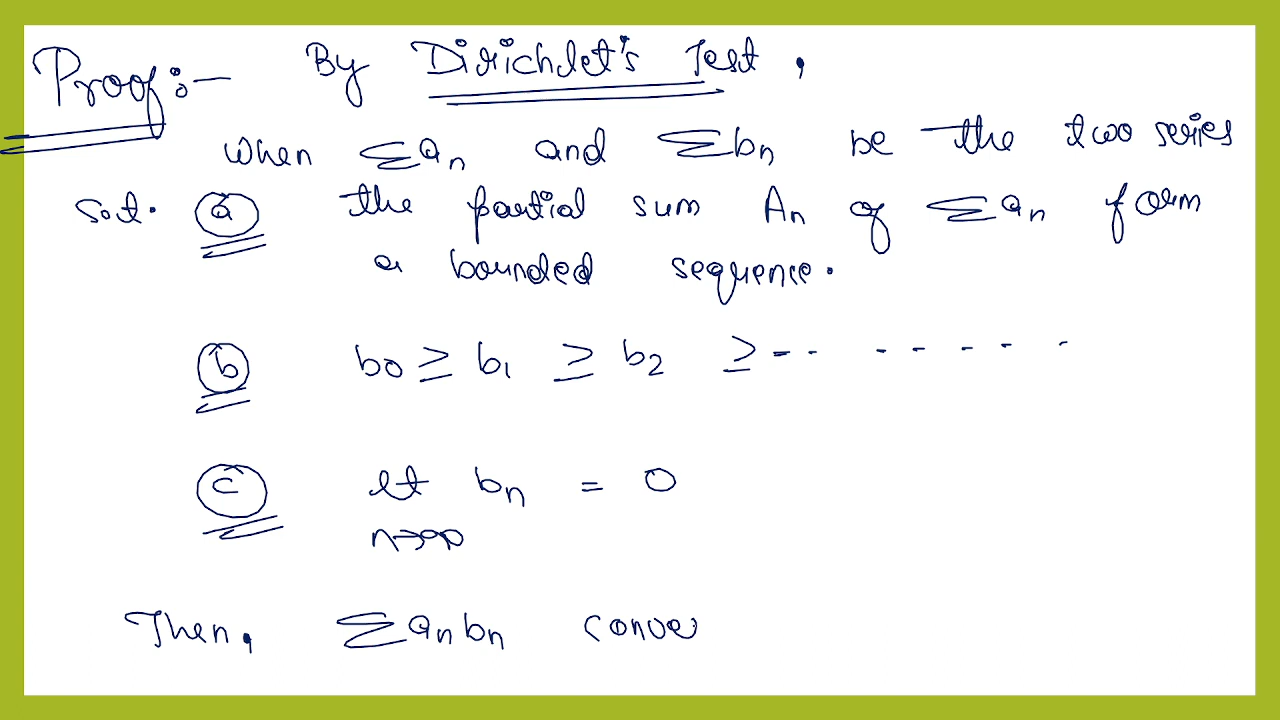 Proof:- By Dirichlet's Test,
when Σan and Σbn be the two series
s.t. (a) the partial sum An of Σan form
a bounded sequence.
(b) b0 ≥ b1 ≥ b2 ≥ -- - - - - -
(c) lt bn = 0
n→∞
Then, Σanbn conve